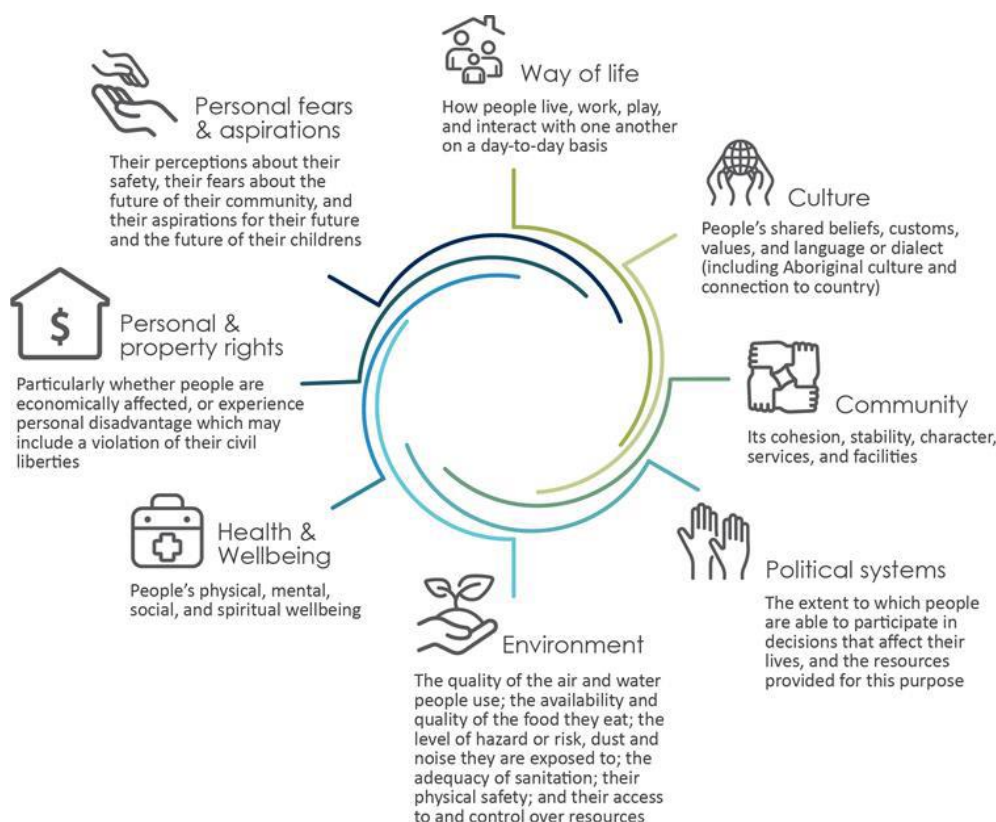 Way of life
How people live, work, play,
and interact with one another
on a day-to-day basis
Culture
People's shared beliefs, customs,
values, and language or dialect
(including Aboriginal culture and
connection to country)
Community
Its cohesion, stability, character,
services, and facilities
Political systems
The extent to which people
are able to participate in
decisions that affect their
lives, and the resources
provided for this purpose
Environment
The quality of the air and water
people use; the availability and
quality of the food they eat; the
level of hazard or risk, dust and
noise they are exposed to; the
adequacy of sanitation; their
physical safety; and their access
to and control over resources
Health &
Wellbeing
People's physical, mental,
social, and spiritual wellbeing
Personal &
property rights
$
Particularly whether people are
economically affected, or experience
personal disadvantage which may
include a violation of their civil
liberties
Personal fears
& aspirations
Their perceptions about their
safety, their fears about the
future of their community, and
their aspirations for their future
and the future of their childrens